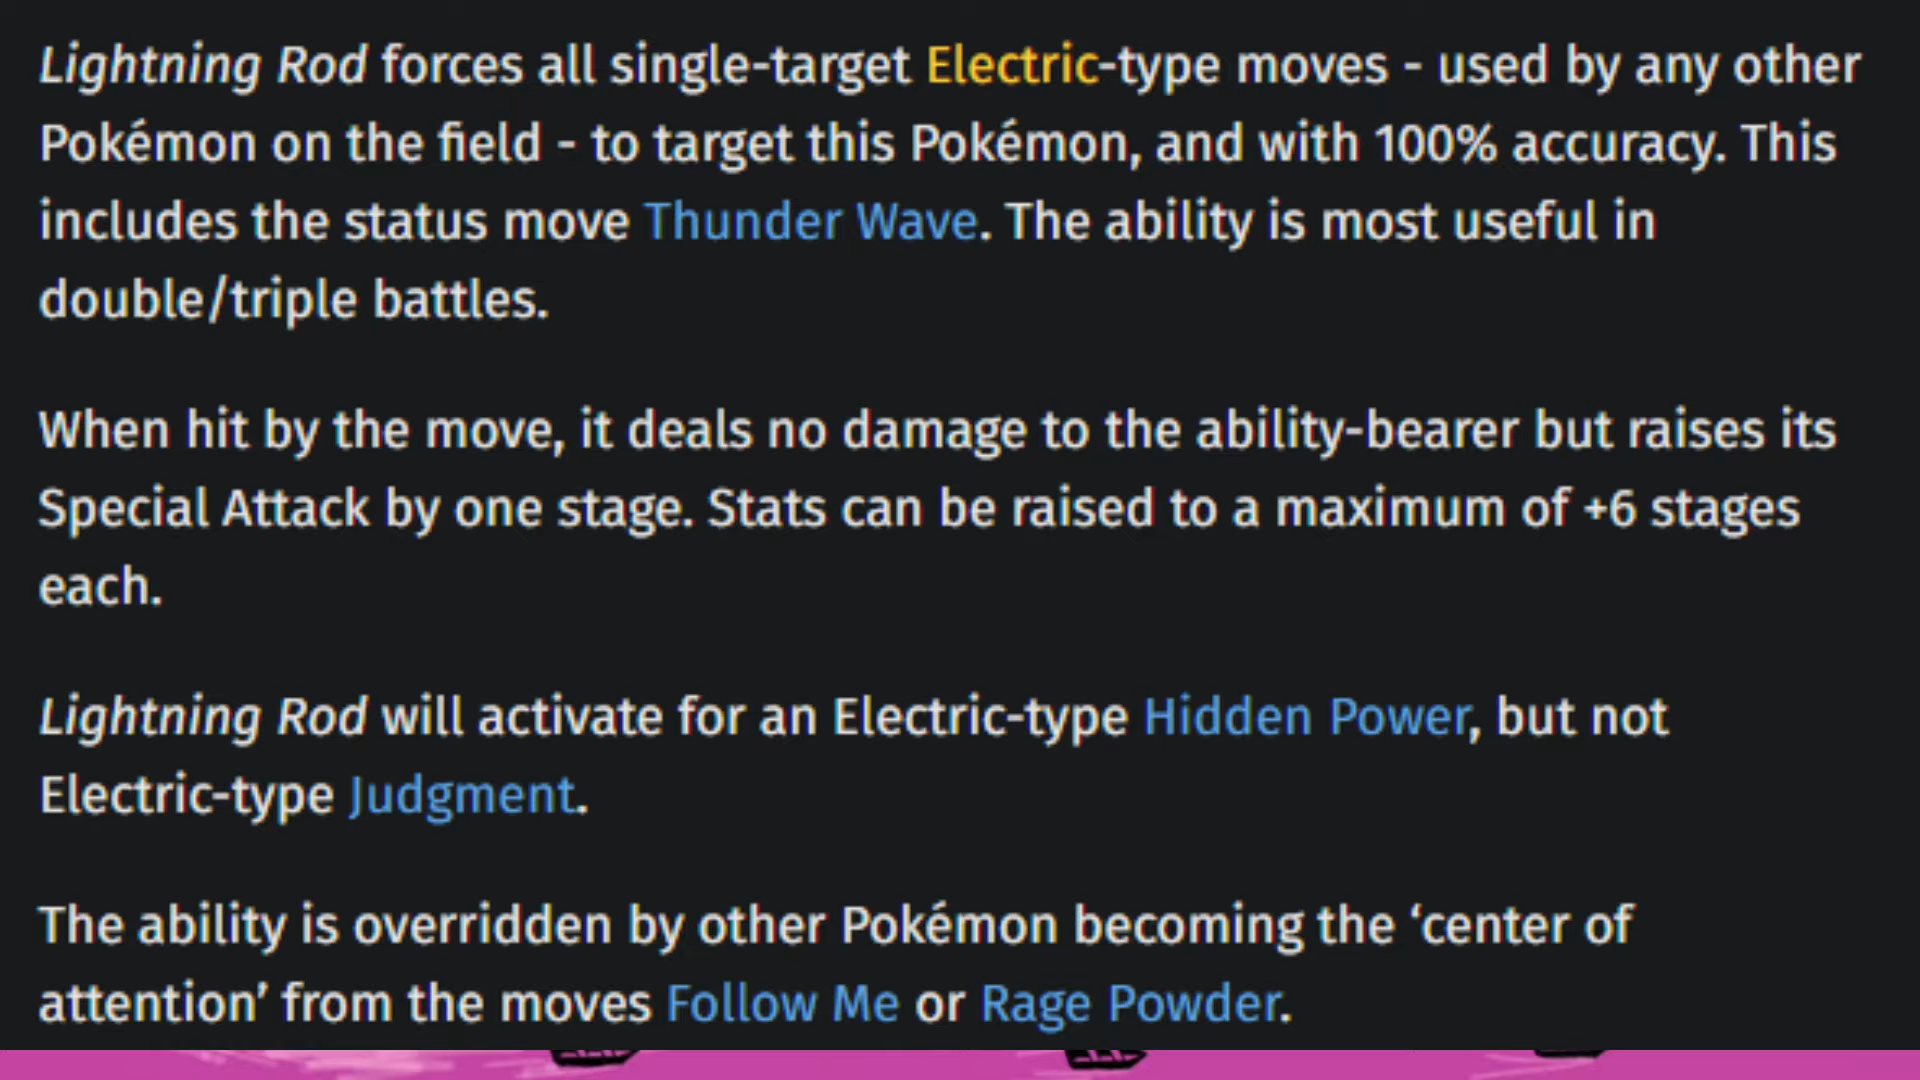 Lightning Rod forces all single-target Electric-type moves - used by any other
Pokémon on the field - to target this Pokémon, and with 100% accuracy. This
includes the status move Thunder Wave. The ability is most useful in
double/triple battles.
When hit by the move, it deals no damage to the ability-bearer but raises its
Special Attack by one stage. Stats can be raised to a maximum of +6 stages
each.
Lightning Rod will activate for an Electric-type Hidden Power, but not
Electric-type Judgment.
The ability is overridden by other Pokémon becoming the ‘center of
attention’ from the moves Follow Me or Rage Powder.